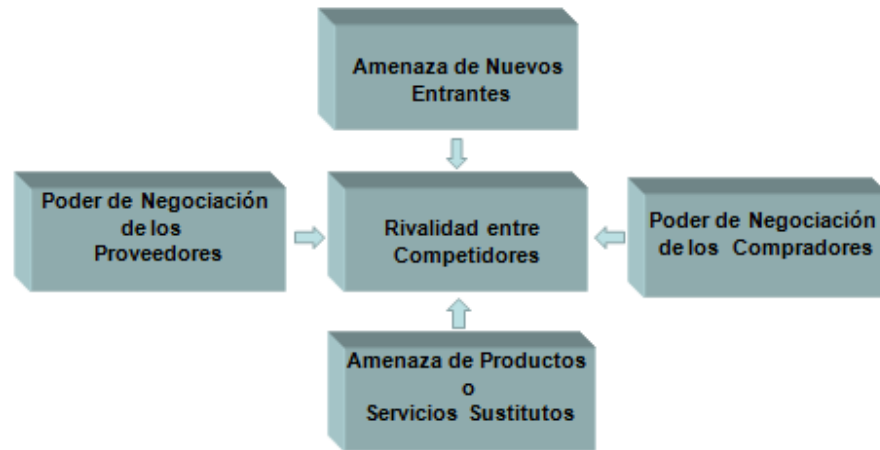 Amenaza de Nuevos
Entrantes
Poder de Negociación
de los
Proveedores
Rivalidad entre
Competidores
Poder de Negociación
de los Compradores
Amenaza de Productos
o
Servicios Sustitutos